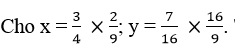 Cho x = 3/4 × 2/9; y = 7/16 × 16/9.